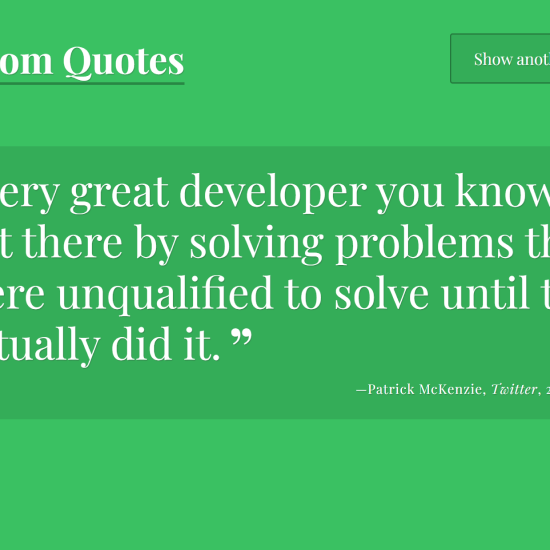 om Quotes
Show anot
ery great developer you know
t there by solving problems th
ere unqualified to solve until t
tually did it. ”
—Patrick McKenzie, Twitter, 2